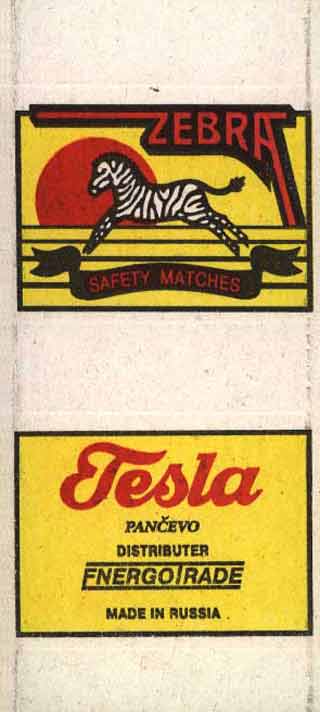 ZEBRA
SAFETY MATCHES
Tesla
PANČEVO
DISTRIBUTER
ENERGOTRADE
MADE IN RUSSIA